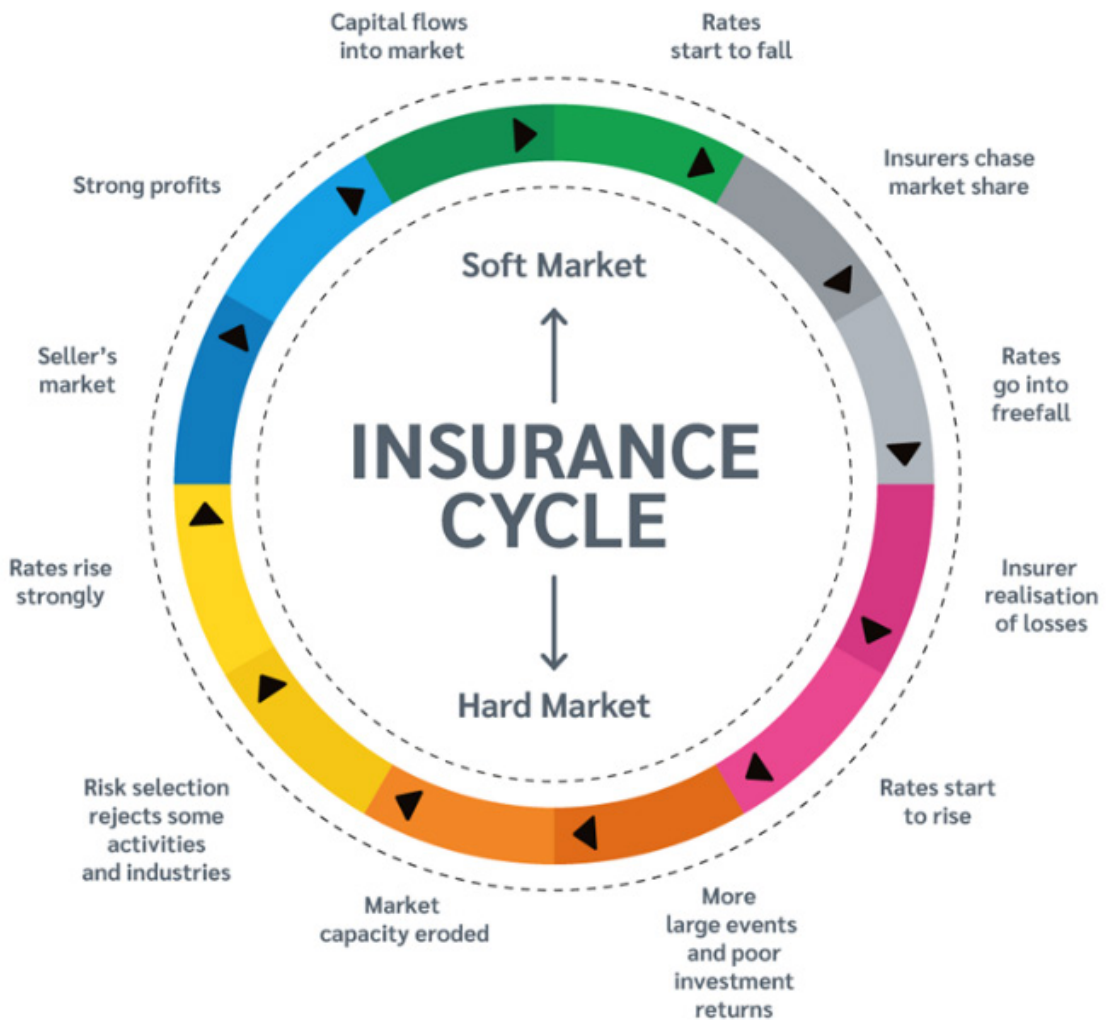 Capital flows
into market
Rates
start to fall
Insurers chase
market share
Rates
go into
freefall
Insurer
realisation
of losses
Rates start
to rise
More
large events
and poor
investment
returns
Market
capacity eroded
Risk selection
rejects some
activities
and industries
Rates rise
strongly
Seller's
market
Strong profits
Soft Market
INSURANCE
CYCLE
Hard Market